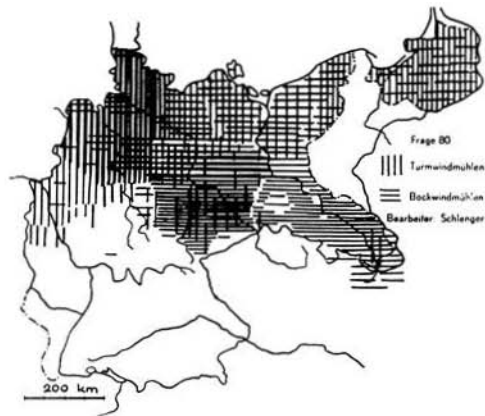 Frage 80
Turmwindmühlen
Bockwindmühlen
Bearbeiter: Schlenger
200 km